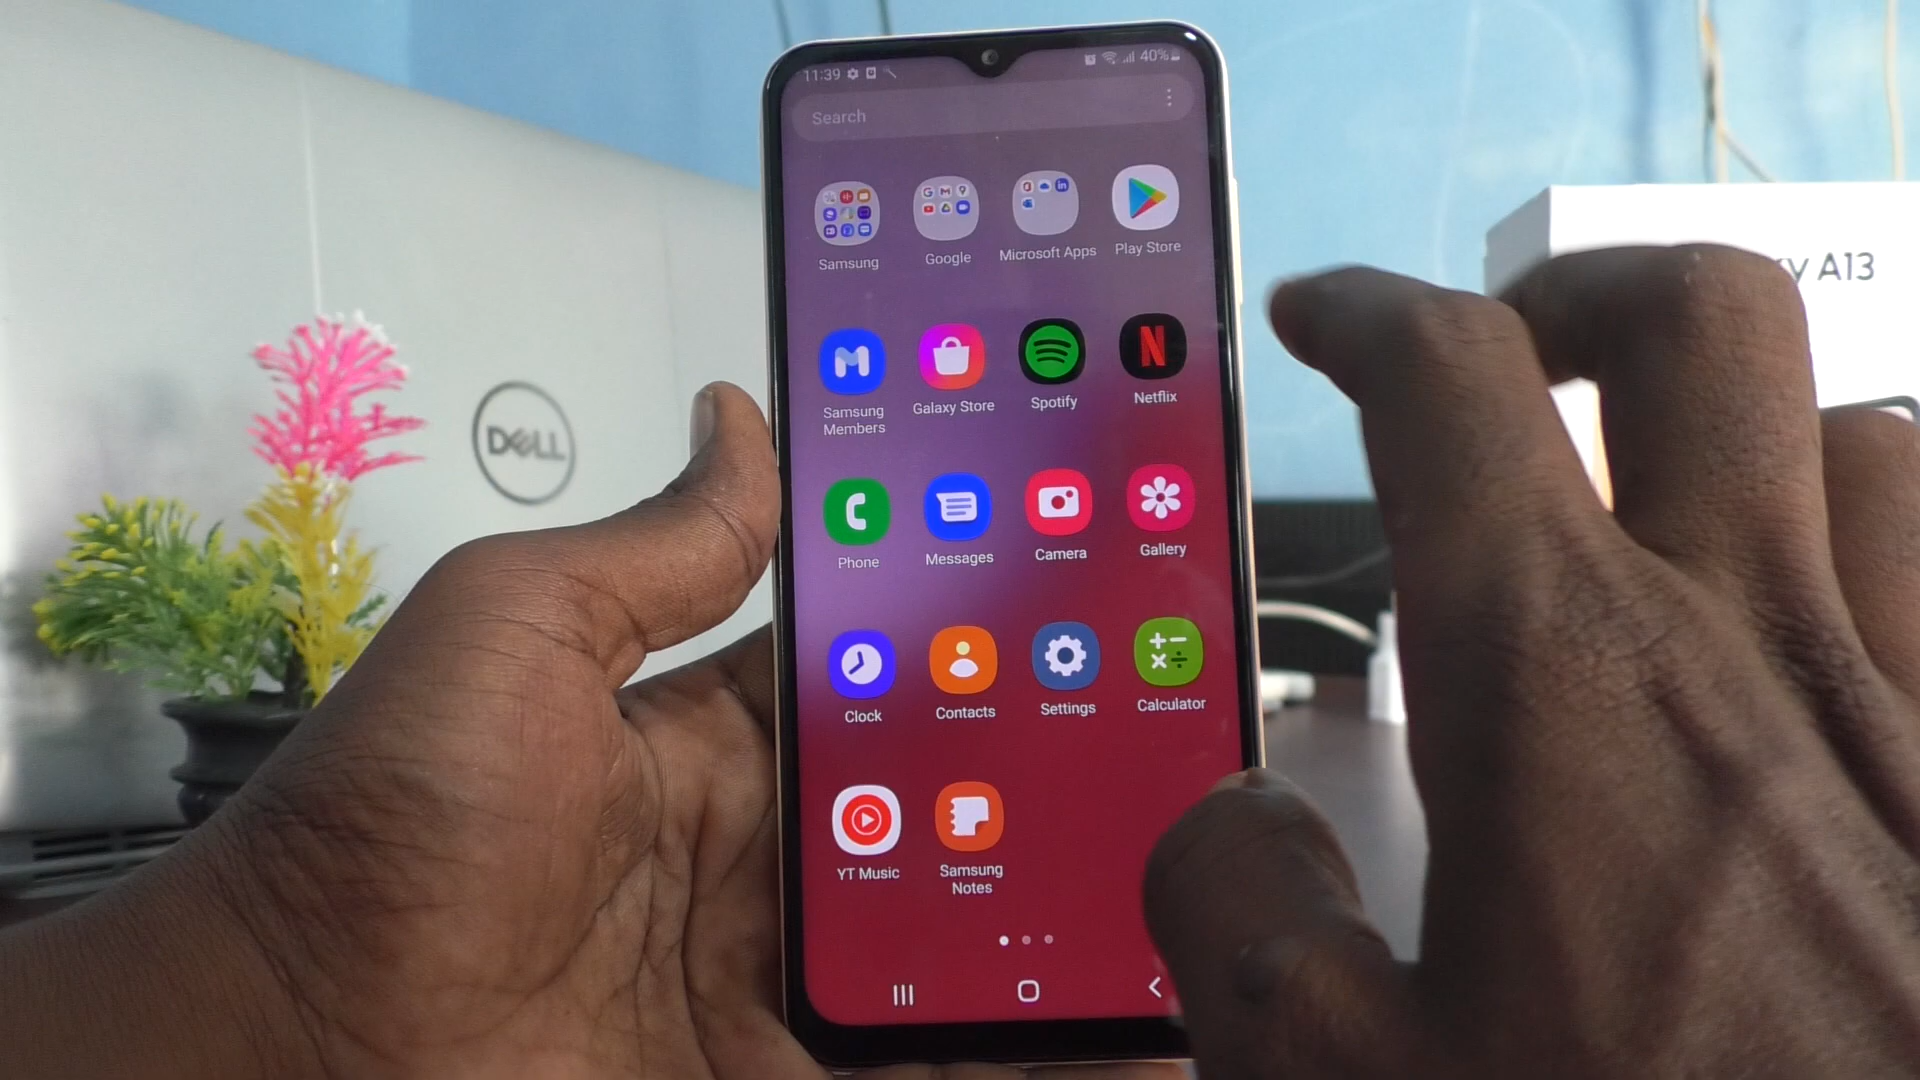 11:39
40%
Search
Samsung
Google
Microsoft Apps
Play Store
Samsung
Members
Galaxy Store
Spotify
Netflix
Phone
Messages
Camera
Gallery
Clock
Contacts
Settings
Calculator
YT Music
Samsung
Notes
DELL
A13